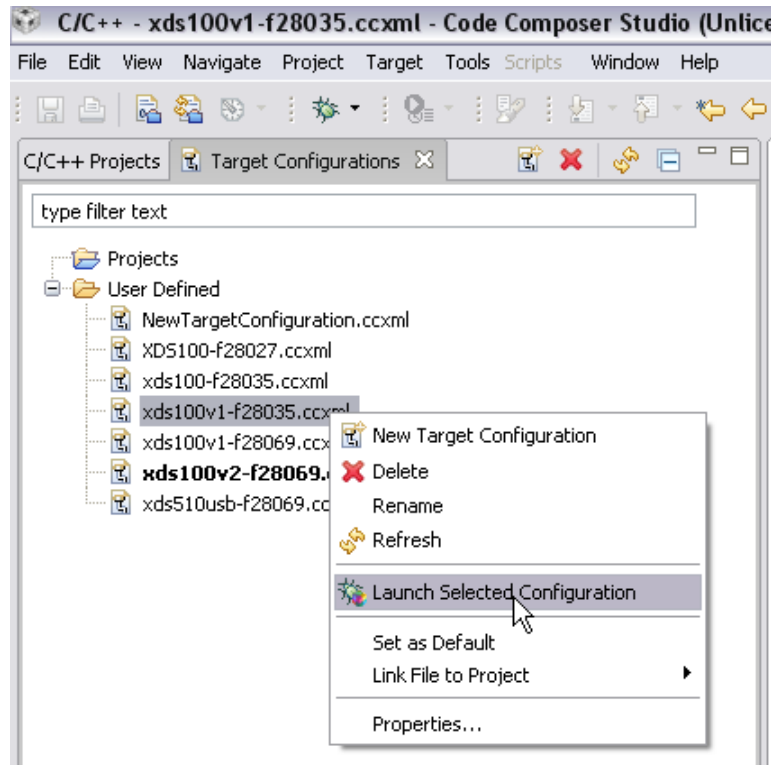 C/C++ - xds100v1-f28035.ccxml - Code Composer Studio (Unlice
File Edit View Navigate Project Target Tools Scripts Window Help
C/C++ Projects Target Configurations
type filter text
Projects
User Defined
NewTargetConfiguration.ccxml
XDS100-f28027.ccxml
xds100-f28035.ccxml
xds100v1-f28035.ccxml
xds100v1-f28069.ccx
xds100v2-f28069.
xds510usb-f28069.cc
New Target Configuration
Delete
Rename
Refresh
Launch Selected Configuration
Set as Default
Link File to Project
Properties...